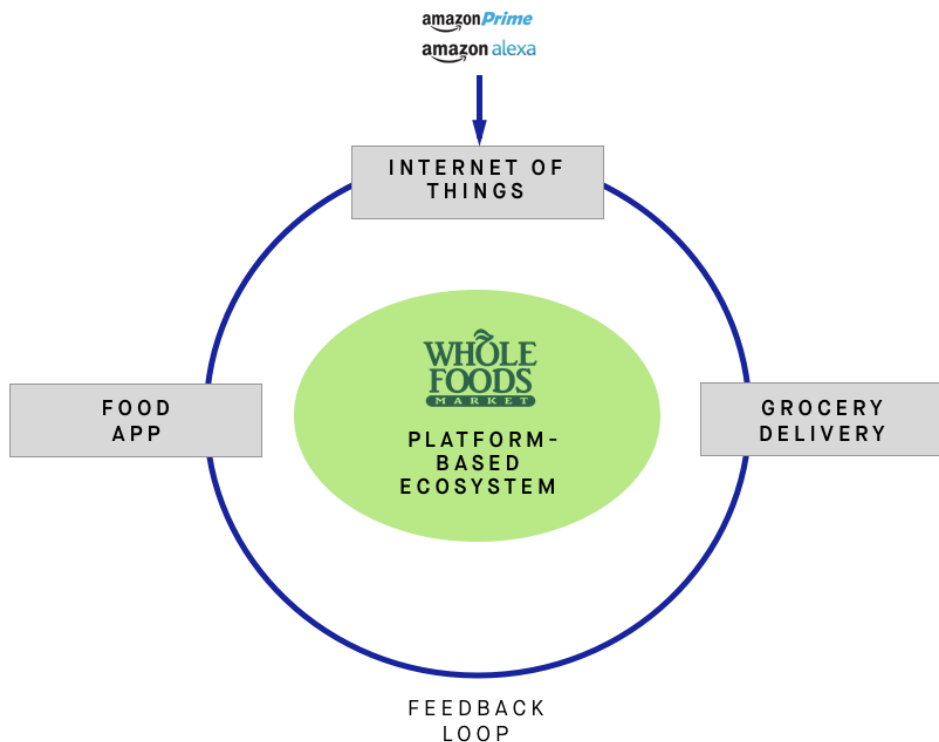 amazon Prime
amazon alexa
INTERNET OF
THINGS
WHOLE
FOODS
MARKET
FOOD
APP
GROCERY
DELIVERY
PLATFORM-
BASED
ECOSYSTEM
FEEDBACK
LOOP